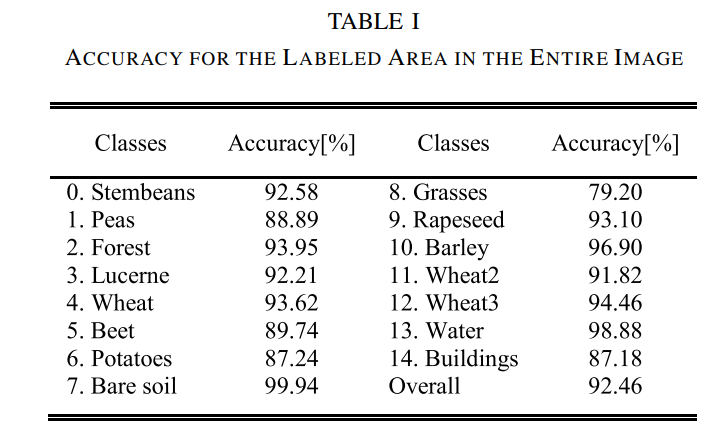 TABLE I
ACCURACY FOR THE LABELED AREA IN THE ENTIRE IMAGE
Classes Accuracy[%] Classes Accuracy[%]
0. Stembeans 92.58 8. Grasses 79.20
1. Peas 88.89 9. Rapeseed 93.10
2. Forest 93.95 10. Barley 96.90
3. Lucerne 92.21 11. Wheat2 91.82
4. Wheat 93.62 12. Wheat3 94.46
5. Beet 89.74 13. Water 98.88
6. Potatoes 87.24 14. Buildings 87.18
7. Bare soil 99.94 Overall 92.46